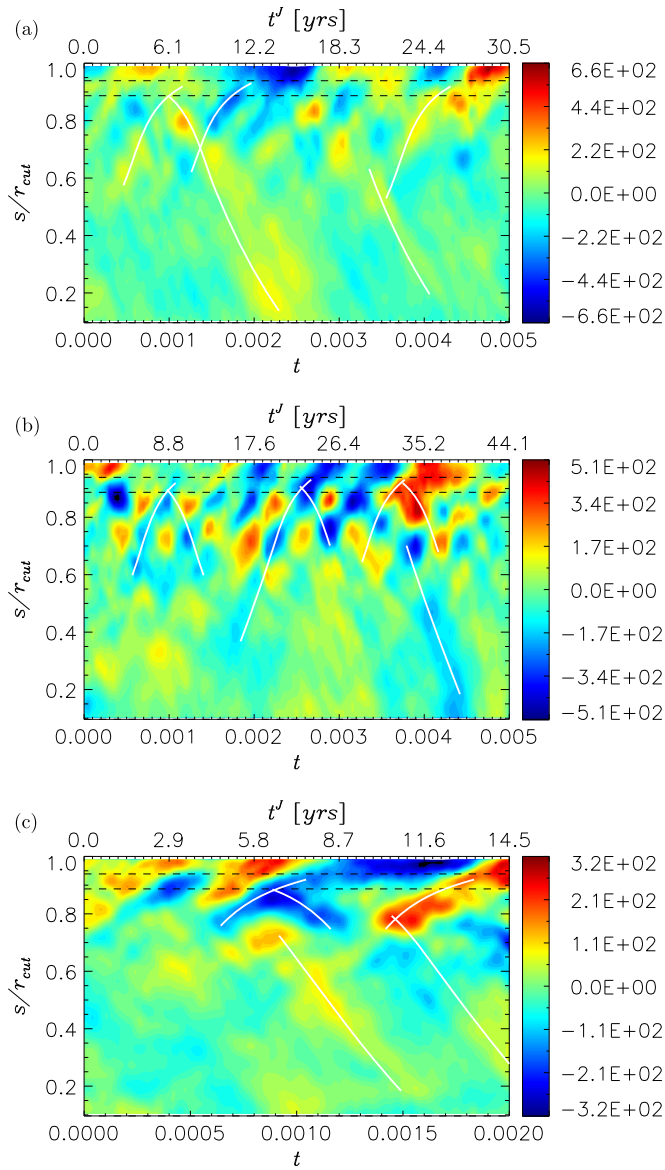 (a)
t^J [yrs]
0.0 6.1 12.2 18.3 24.4 30.5
1.0
0.8
0.6
0.4
0.2
s/r_cut
0.000 0.001 0.002 0.003 0.004 0.005
t
6.6E+02
4.4E+02
2.2E+02
0.0E+00
−2.2E+02
−4.4E+02
−6.6E+02
(b)
t^J [yrs]
0.0 8.8 17.6 26.4 35.2 44.1
1.0
0.8
0.6
0.4
0.2
s/r_cut
0.000 0.001 0.002 0.003 0.004 0.005
t
5.1E+02
3.4E+02
1.7E+02
0.0E+00
−1.7E+02
−3.4E+02
−5.1E+02
(c)
t^J [yrs]
0.0 2.9 5.8 8.7 11.6 14.5
1.0
0.8
0.6
0.4
0.2
s/r_cut
0.0000 0.0005 0.0010 0.0015 0.0020
t
3.2E+02
2.1E+02
1.1E+02
0.0E+00
−1.1E+02
−2.1E+02
−3.2E+02